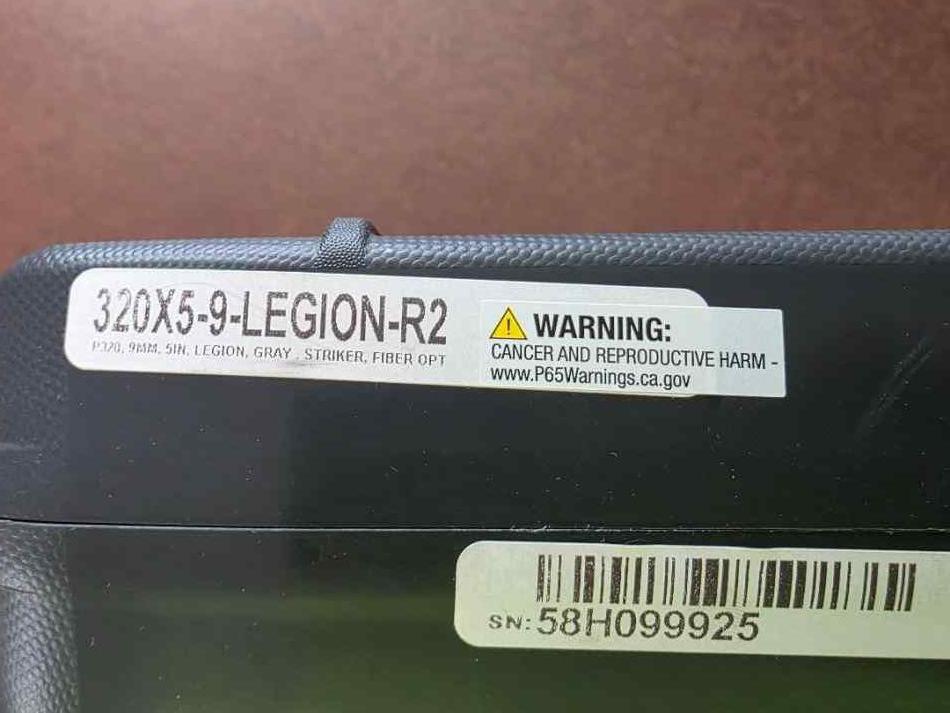 320X5-9-LEGION-R2
P320, 9MM, 5IN, LEGION, GRAY , STRIKER, FIBER OPT
WARNING:
CANCER AND REPRODUCTIVE HARM -
www.P65Warnings.ca.gov
SN:58H099925